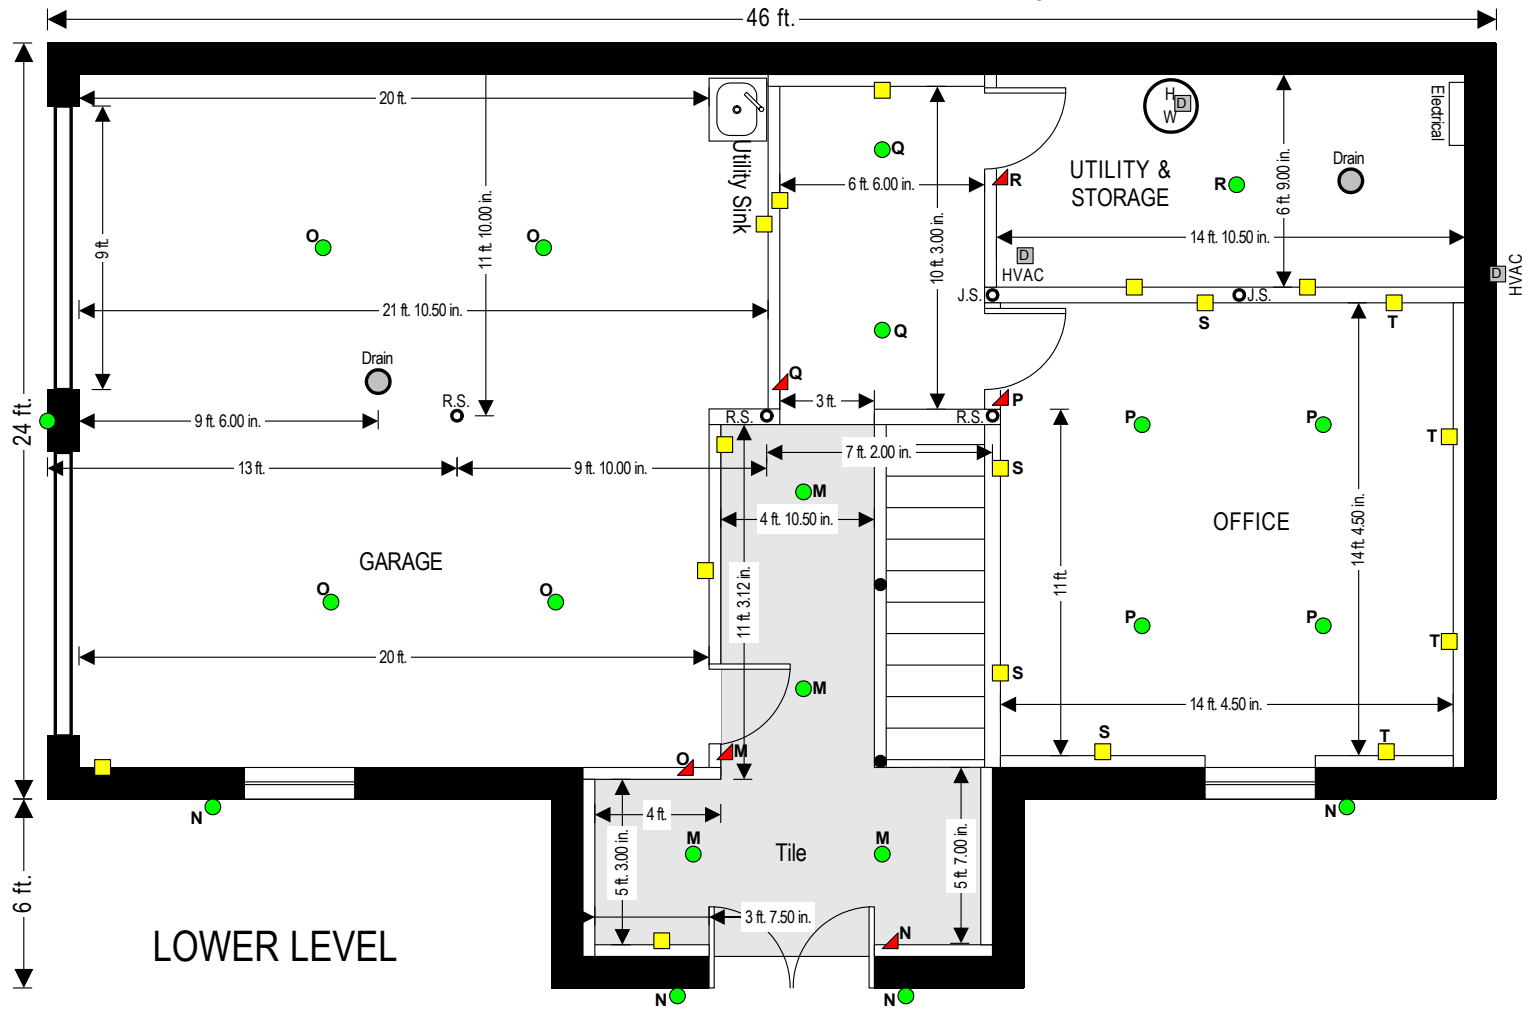 46 ft.
20 ft.
H
W
D
Electrical
Q
Drain
Utility Sink
6 ft. 6.00 in.
R
UTILITY &
STORAGE
R
6 ft. 9.00 in.
9 ft.
O
O
11 ft. 10.00 in.
10 ft. 3.00 in.
14 ft. 10.50 in.
D
HVAC
D
HVAC
21 ft. 10.50 in.
J.S.
J.S.
S
T
Q
Drain
Q
R.S.
R.S.
3 ft.
R.S.
P
24 ft.
9 ft. 6.00 in.
P
P
T
13 ft.
9 ft. 10.00 in.
7 ft. 2.00 in.
S
M
4 ft. 10.50 in.
OFFICE
14 ft. 4.50 in.
GARAGE
11 ft. 3.12 in.
11 ft.
O
O
P
P
T
20 ft.
M
S
14 ft. 4.50 in.
S
T
O
M
N
N
4 ft.
M
M
Tile
5 ft. 3.00 in.
5 ft. 7.00 in.
6 ft.
3 ft. 7.50 in.
N
LOWER LEVEL
N
N